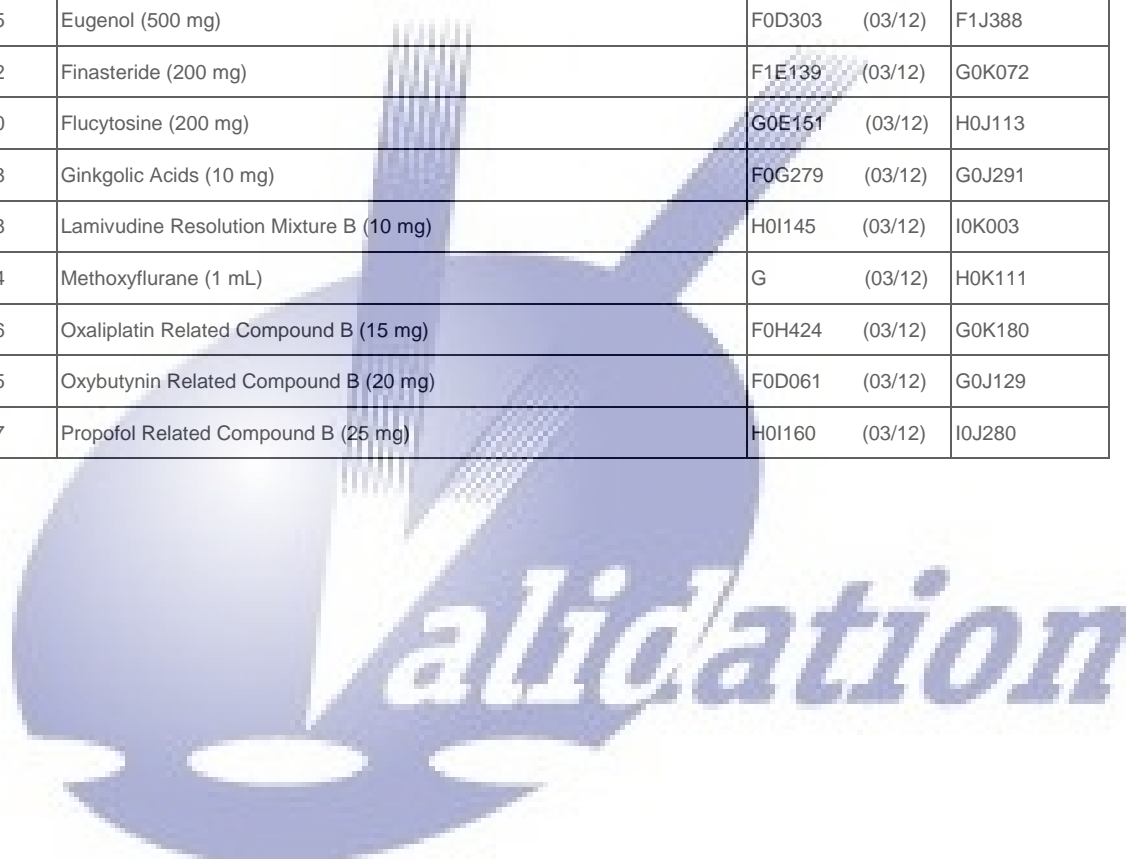 5 Eugenol (500 mg) F0D303 (03/12) F1J388
2 Finasteride (200 mg) F1E139 (03/12) G0K072
0 Flucytosine (200 mg) G0E151 (03/12) H0J113
3 Ginkgolic Acids (10 mg) F0G279 (03/12) G0J291
3 Lamivudine Resolution Mixture B (10 mg) H0I145 (03/12) I0K003
4 Methoxyflurane (1 mL) G (03/12) H0K111
6 Oxaliplatin Related Compound B (15 mg) F0H424 (03/12) G0K180
5 Oxybutynin Related Compound B (20 mg) F0D061 (03/12) G0J129
7 Propofol Related Compound B (25 mg) H0I160 (03/12) I0J280
Validation